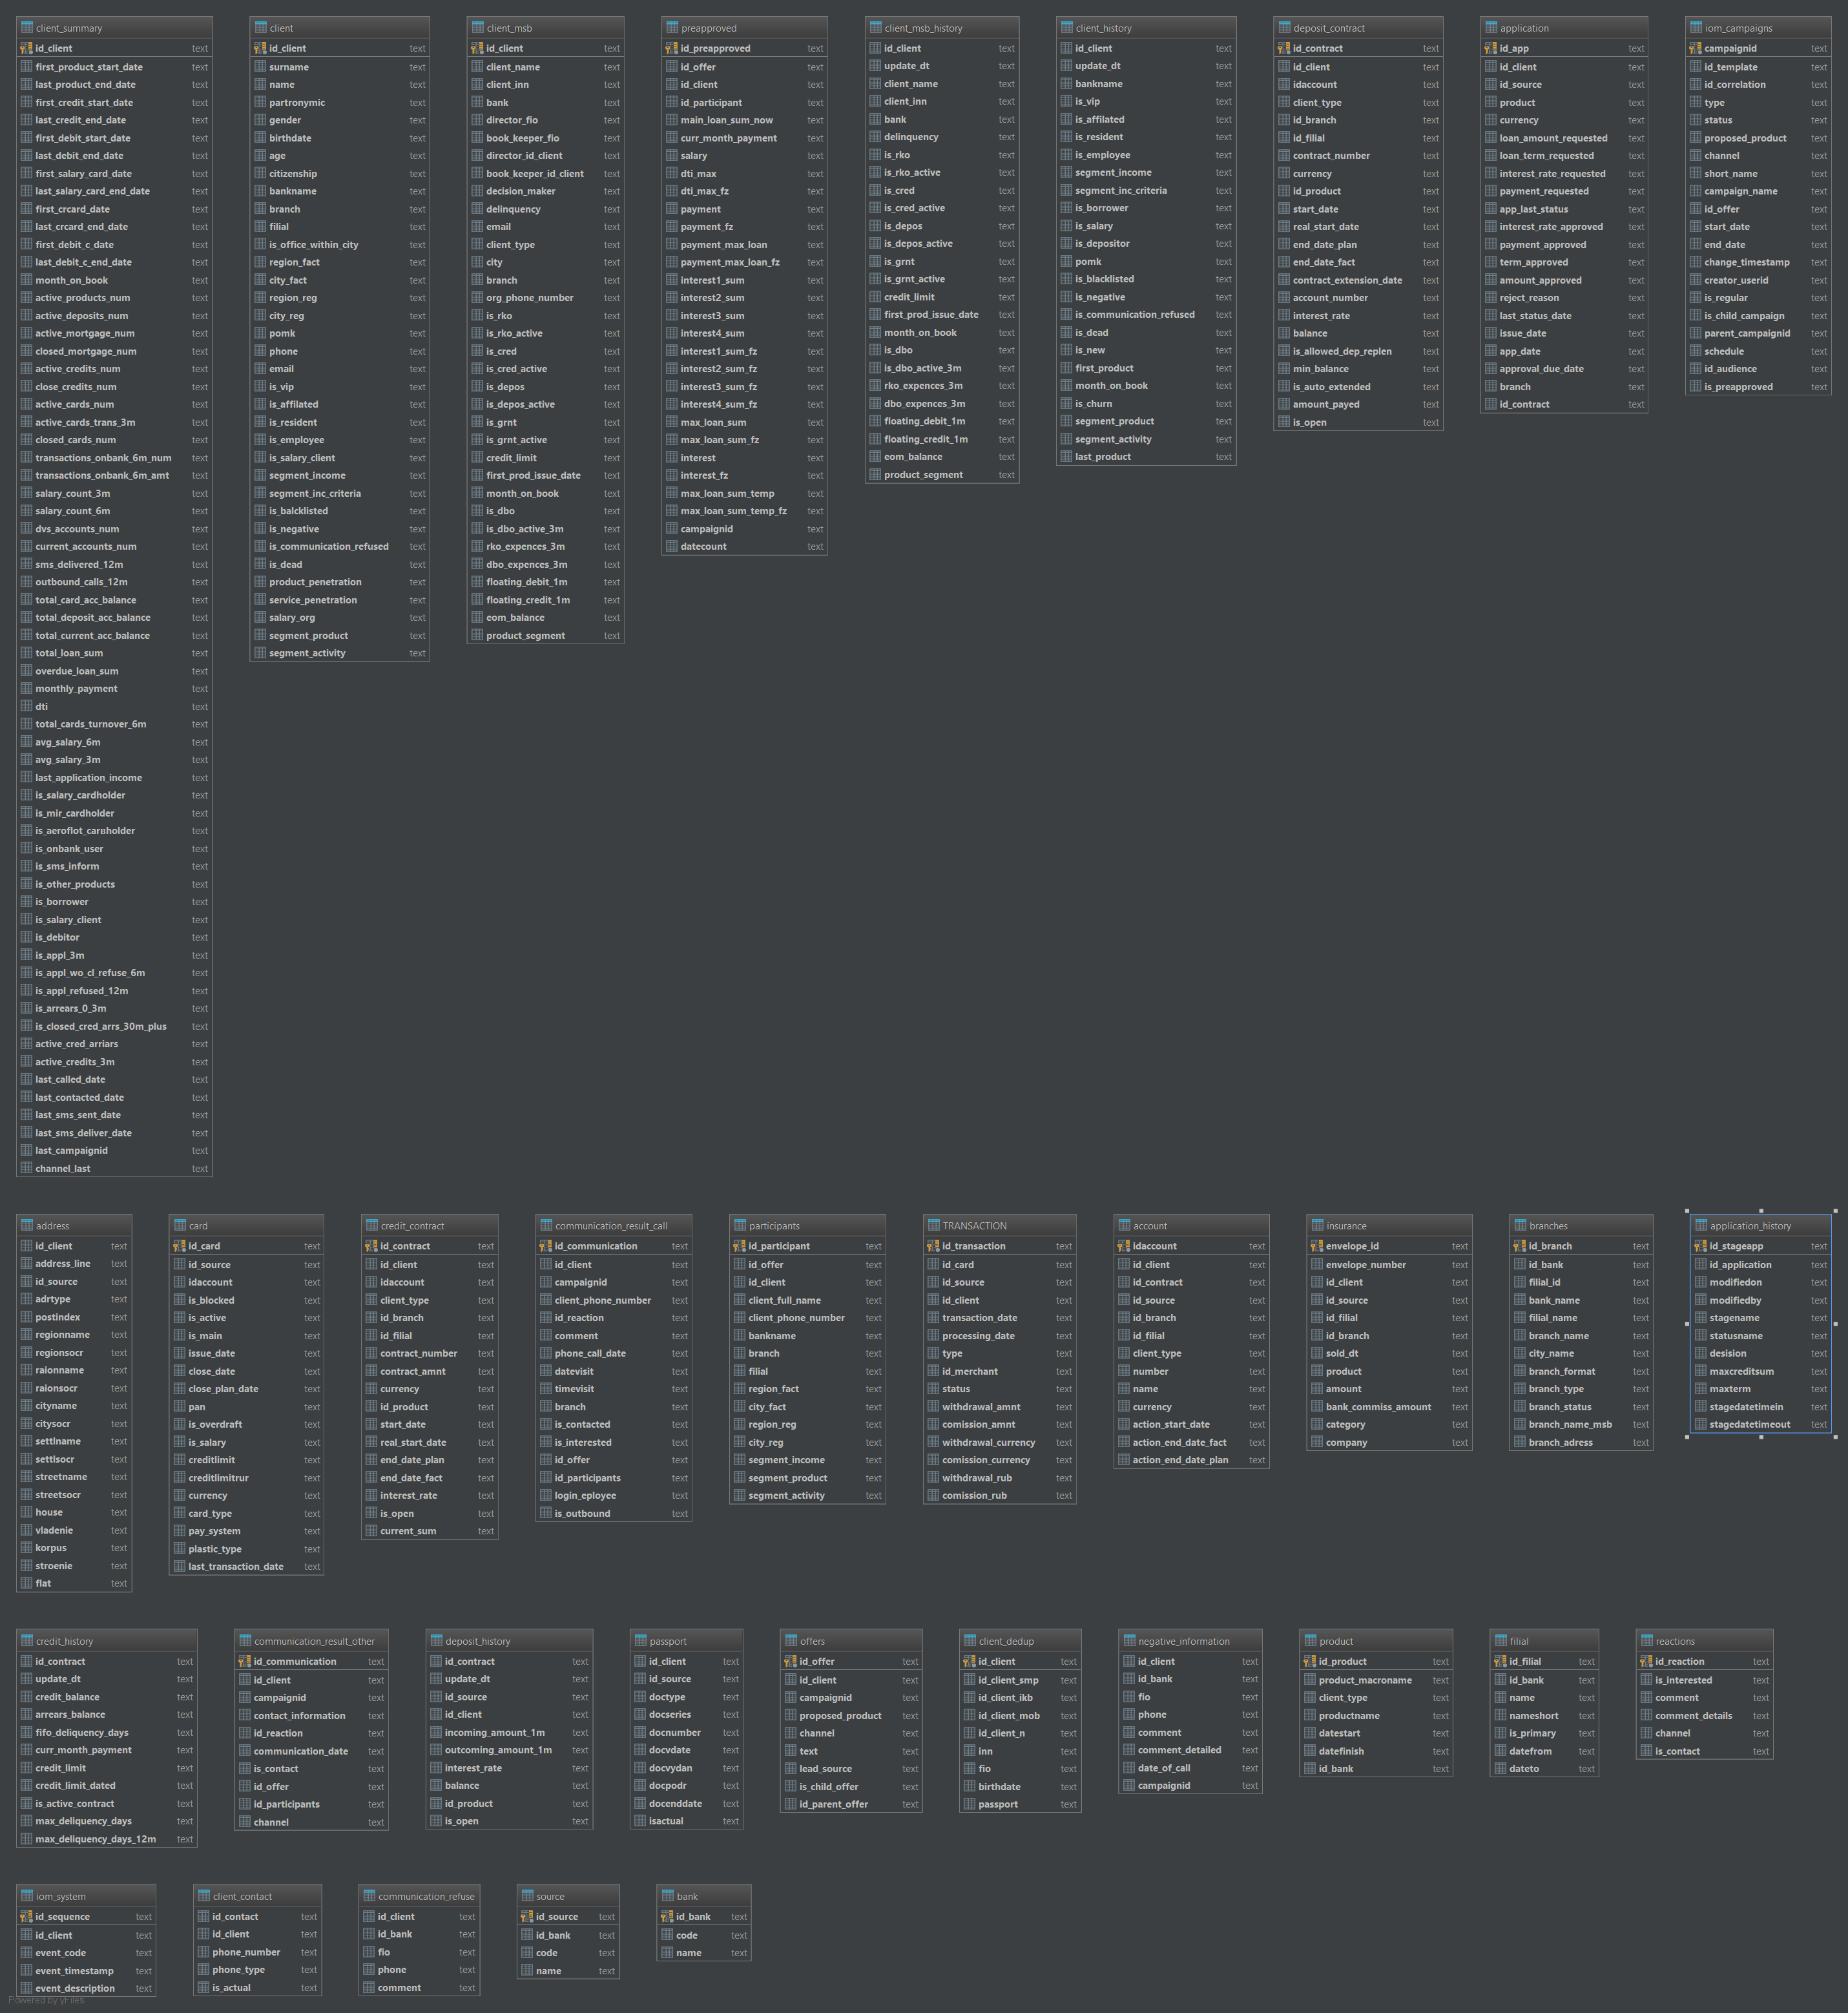 client_summary
id_client text
first_product_start_date text
last_product_end_date text
first_credit_start_date text
last_credit_end_date text
first_debit_start_date text
last_debit_end_date text
first_salary_card_date text
last_salary_card_end_date text
first_crcard_date text
last_crcard_end_date text
first_debit_c_date text
last_debit_c_end_date text
month_on_book text
active_products_num text
active_deposits_num text
active_mortgage_num text
closed_mortgage_num text
active_credits_num text
close_credits_num text
active_cards_num text
active_cards_trans_3m text
closed_cards_num text
transactions_onbank_6m_num text
transactions_onbank_6m_amt text
salary_count_3m text
salary_count_6m text
dvs_accounts_num text
current_accounts_num text
sms_delivered_12m text
outbound_calls_12m text
total_card_acc_balance text
total_deposit_acc_balance text
total_current_acc_balance text
total_loan_sum text
overdue_loan_sum text
monthly_payment text
dti text
total_cards_turnover_6m text
avg_salary_6m text
avg_salary_3m text
last_application_income text
is_salary_cardholder text
is_mir_cardholder text
is_aeroflot_carвholder text
is_onbank_user text
is_sms_inform text
is_other_products text
is_borrower text
is_salary_client text
is_debitor text
is_appl_3m text
is_appl_wo_cl_refuse_6m text
is_appl_refused_12m text
is_arrears_0_3m text
is_closed_cred_arrs_30m_plus text
active_cred_arriars text
active_credits_3m text
last_called_date text
last_contacted_date text
last_sms_sent_date text
last_sms_deliver_date text
last_campaignid text
channel_last text
client
id_client text
surname text
name text
partronymic text
gender text
birthdate text
age text
citizenship text
bankname text
branch text
filial text
is_office_within_city text
region_fact text
city_fact text
region_reg text
city_reg text
pomk text
phone text
email text
is_vip text
is_affilated text
is_resident text
is_employee text
is_salary_client text
segment_income text
segment_inc_criteria text
is_balcklisted text
is_negative text
is_communication_refused text
is_dead text
product_penetration text
service_penetration text
salary_org text
segment_product text
segment_activity text
client_msb
id_client text
client_name text
client_inn text
bank text
director_fio text
book_keeper_fio text
director_id_client text
book_keeper_id_client text
decision_maker text
delinquency text
email text
client_type text
city text
branch text
org_phone_number text
is_rko text
is_rko_active text
is_cred text
is_cred_active text
is_depos text
is_depos_active text
is_grnt text
is_grnt_active text
credit_limit text
first_prod_issue_date text
month_on_book text
is_dbo text
is_dbo_active_3m text
rko_expences_3m text
dbo_expences_3m text
floating_debit_1m text
floating_credit_1m text
eom_balance text
product_segment text
preapproved
id_preapproved text
id_offer text
id_client text
id_participant text
main_loan_sum_now text
curr_month_payment text
salary text
dti_max text
dti_max_fz text
payment text
payment_fz text
payment_max_loan text
payment_max_loan_fz text
interest1_sum text
interest2_sum text
interest3_sum text
interest4_sum text
interest1_sum_fz text
interest2_sum_fz text
interest3_sum_fz text
interest4_sum_fz text
max_loan_sum text
max_loan_sum_fz text
interest text
interest_fz text
max_loan_sum_temp text
max_loan_sum_temp_fz text
campaignid text
datecount text
client_msb_history
id_client text
update_dt text
client_name text
client_inn text
bank text
delinquency text
is_rko text
is_rko_active text
is_cred text
is_cred_active text
is_depos text
is_depos_active text
is_grnt text
is_grnt_active text
credit_limit text
first_prod_issue_date text
month_on_book text
is_dbo text
is_dbo_active_3m text
rko_expences_3m text
dbo_expences_3m text
floating_debit_1m text
floating_credit_1m text
eom_balance text
product_segment text
client_history
id_client text
update_dt text
bankname text
is_vip text
is_affilated text
is_resident text
is_employee text
segment_income text
segment_inc_criteria text
is_borrower text
is_salary text
is_depositor text
pomk text
is_blacklisted text
is_negative text
is_communication_refused text
is_dead text
is_new text
first_product text
month_on_book text
is_churn text
segment_product text
segment_activity text
last_product text
deposit_contract
id_contract text
id_client text
idaccount text
client_type text
id_branch text
id_filial text
contract_number text
currency text
id_product text
start_date text
real_start_date text
end_date_plan text
end_date_fact text
contract_extension_date text
account_number text
interest_rate text
balance text
is_allowed_dep_replen text
min_balance text
is_auto_extended text
amount_payed text
is_open text
application
id_app text
id_client text
id_source text
product text
currency text
loan_amount_requested text
loan_term_requested text
interest_rate_requested text
payment_requested text
app_last_status text
interest_rate_approved text
payment_approved text
term_approved text
amount_approved text
reject_reason text
last_status_date text
issue_date text
app_date text
approval_due_date text
branch text
id_contract text
iom_campaigns
campaignid text
id_template text
id_correlation text
type text
status text
proposed_product text
channel text
short_name text
campaign_name text
id_offer text
start_date text
end_date text
change_timestamp text
creator_userid text
is_regular text
is_child_campaign text
parent_campaignid text
schedule text
id_audience text
is_preapproved text
address
id_client text
address_line text
id_source text
adrtype text
postindex text
regionname text
regionsocr text
raionname text
raionsocr text
cityname text
citysocr text
settlname text
settlsocr text
streetname text
streetsocr text
house text
vladenie text
korpus text
stroenie text
flat text
card
id_card text
id_source text
idaccount text
is_blocked text
is_active text
is_main text
issue_date text
close_date text
close_plan_date text
pan text
is_overdraft text
is_salary text
creditlimit text
creditlimitrur text
currency text
card_type text
pay_system text
plastic_type text
last_transaction_date text
credit_contract
id_contract text
id_client text
idaccount text
client_type text
id_branch text
id_filial text
contract_number text
contract_amnt text
currency text
id_product text
start_date text
real_start_date text
end_date_plan text
end_date_fact text
interest_rate text
is_open text
current_sum text
communication_result_call
id_communication text
id_client text
campaignid text
client_phone_number text
id_reaction text
comment text
phone_call_date text
datevisit text
timevisit text
branch text
is_contacted text
is_interested text
id_offer text
id_participants text
login_eployee text
is_outbound text
participants
id_participant text
id_offer text
id_client text
client_full_name text
client_phone_number text
bankname text
branch text
filial text
region_fact text
city_fact text
region_reg text
city_reg text
segment_income text
segment_product text
segment_activity text
TRANSACTION
id_transaction text
id_card text
id_source text
id_client text
transaction_date text
processing_date text
type text
id_merchant text
status text
withdrawal_amnt text
comission_amnt text
withdrawal_currency text
comission_currency text
withdrawal_rub text
comission_rub text
account
idaccount text
id_client text
id_contract text
id_source text
id_branch text
id_filial text
client_type text
number text
name text
currency text
action_start_date text
action_end_date_fact text
action_end_date_plan text
insurance
envelope_id text
envelope_number text
id_client text
id_source text
id_filial text
id_branch text
sold_dt text
product text
amount text
bank_commiss_amount text
category text
company text
branches
id_branch text
id_bank text
filial_id text
bank_name text
filial_name text
branch_name text
city_name text
branch_format text
branch_type text
branch_status text
branch_name_msb text
branch_adress text
application_history
id_stageapp text
id_application text
modifiedon text
modifiedby text
stagename text
statusname text
desision text
maxcreditsum text
maxterm text
stagedatetimein text
stagedatetimeout text
credit_history
id_contract text
update_dt text
credit_balance text
arrears_balance text
fifo_deliquency_days text
curr_month_payment text
credit_limit text
credit_limit_dated text
is_active_contract text
max_deliquency_days text
max_deliquency_days_12m text
communication_result_other
id_communication text
id_client text
campaignid text
contact_information text
id_reaction text
communication_date text
is_contact text
id_offer text
id_participants text
channel text
deposit_history
id_contract text
update_dt text
id_source text
id_client text
incoming_amount_1m text
outcoming_amount_1m text
interest_rate text
balance text
id_product text
is_open text
passport
id_client text
id_source text
doctype text
docseries text
docnumber text
docvdate text
docvydan text
docpodr text
docenddate text
isactual text
offers
id_offer text
id_client text
campaignid text
proposed_product text
channel text
text text
lead_source text
is_child_offer text
id_parent_offer text
client_dedup
id_client text
id_client_smp text
id_client_ikb text
id_client_mob text
id_client_n text
inn text
fio text
birthdate text
passport text
negative_information
id_client text
id_bank text
fio text
phone text
comment text
comment_detailed text
date_of_call text
campaignid text
product
id_product text
product_macroname text
client_type text
productname text
datestart text
datefinish text
id_bank text
filial
id_filial text
id_bank text
name text
nameshort text
is_primary text
datefrom text
dateto text
reactions
id_reaction text
is_interested text
comment text
comment_details text
channel text
is_contact text
iom_system
id_sequence text
id_client text
event_code text
event_timestamp text
event_description text
client_contact
id_contact text
id_client text
phone_number text
phone_type text
is_actual text
communication_refuse
id_client text
id_bank text
fio text
phone text
comment text
source
id_source text
id_bank text
code text
name text
bank
id_bank text
code text
name text
Powered by yFiles